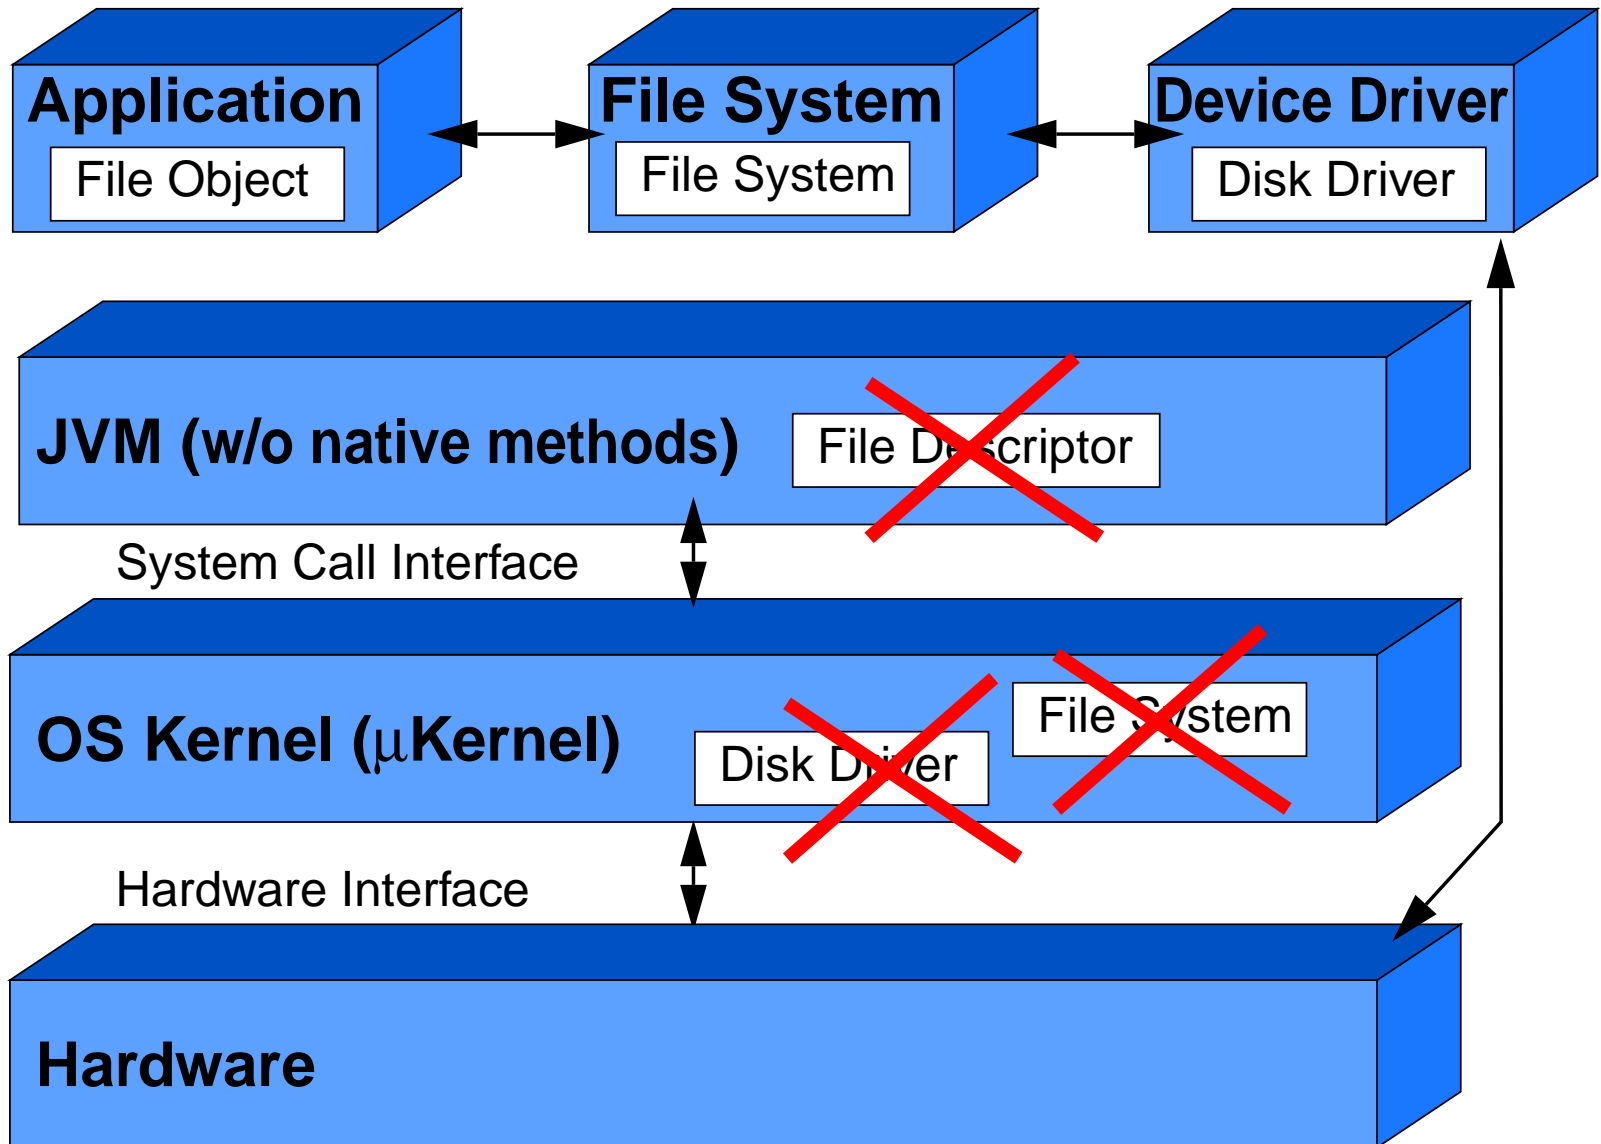 Application
File System
Device Driver
File Object
File System
Disk Driver
JVM (w/o native methods)
File Descriptor
System Call Interface
OS Kernel (μKernel)
Disk Driver
File System
Hardware Interface
Hardware